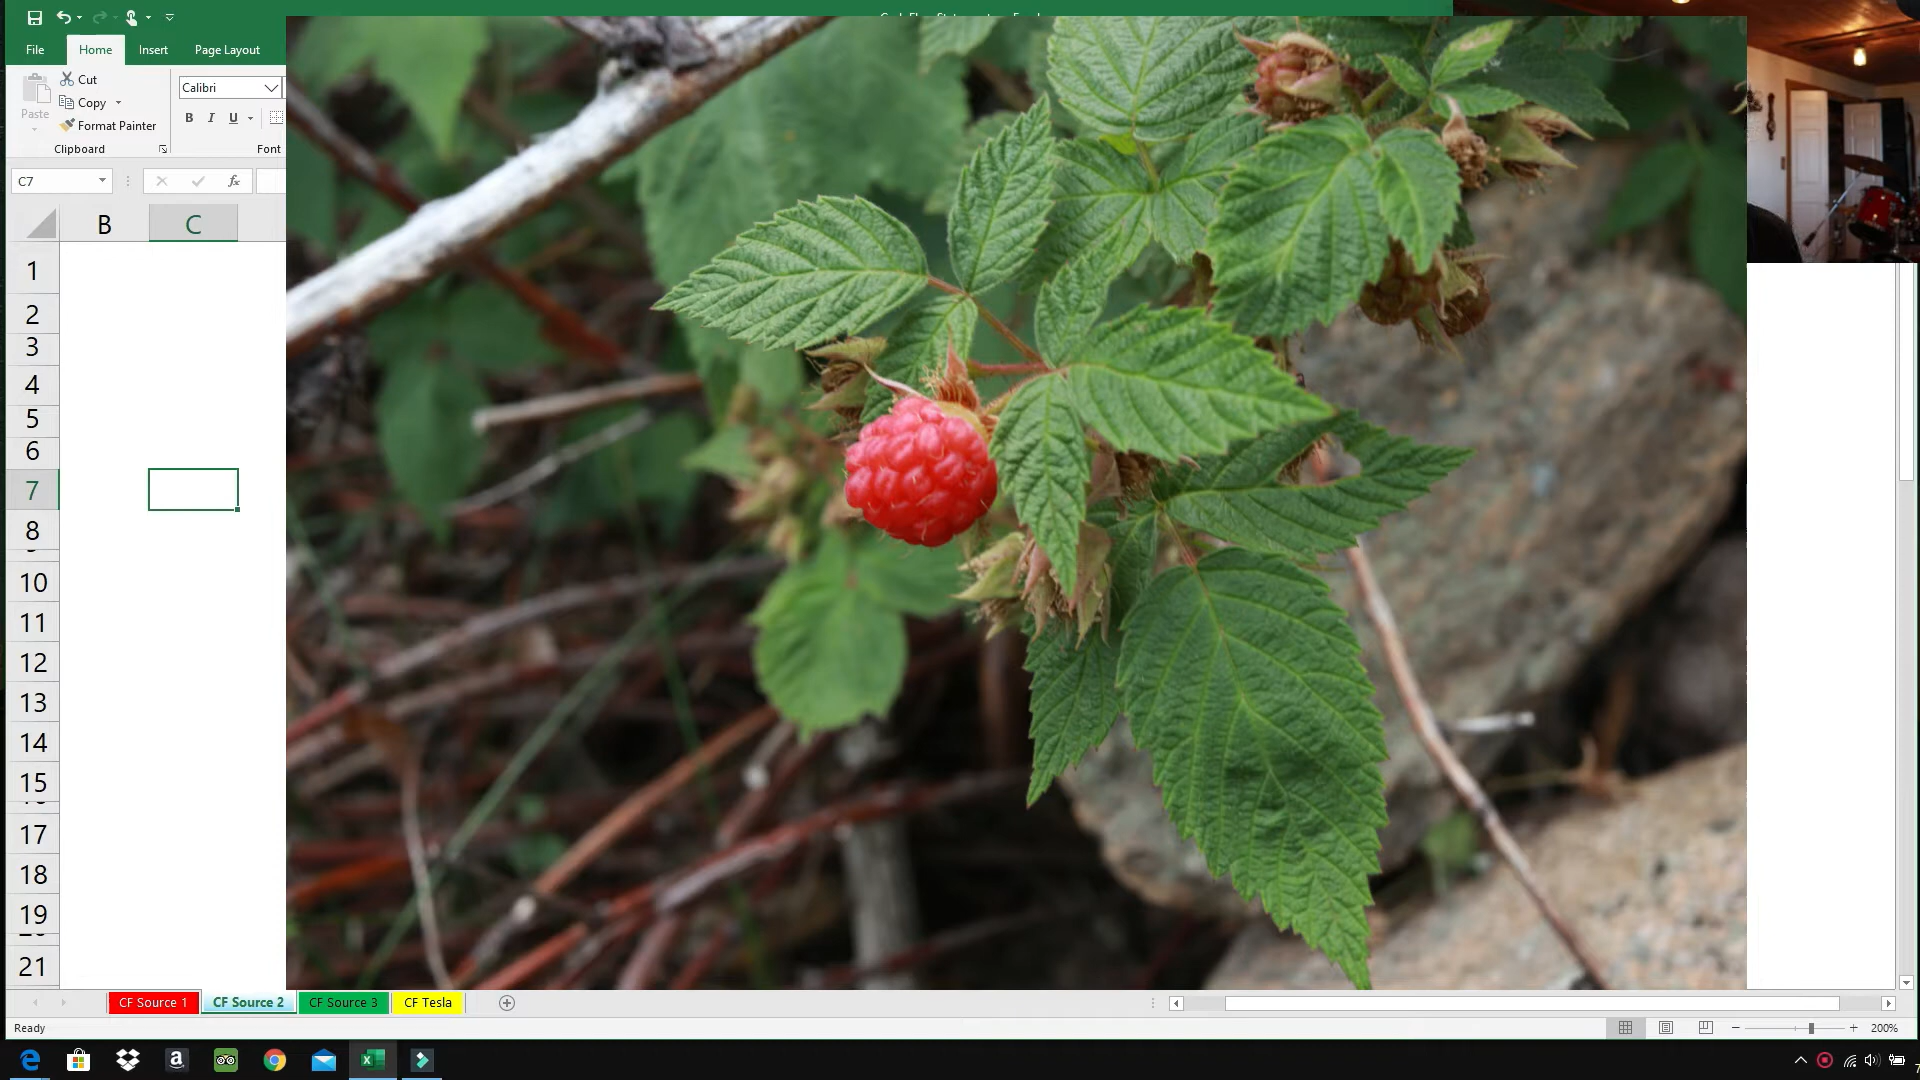 File Home Insert Page Layout
Cut
Copy
Paste
Format Painter
Clipboard
Calibri
B I U
Font
C7
fx
B C
1
2
3
4
5
6
7
8
10
11
12
13
14
15
17
18
19
21
CF Source 1 CF Source 2 CF Source 3 CF Tesla
Ready
200%